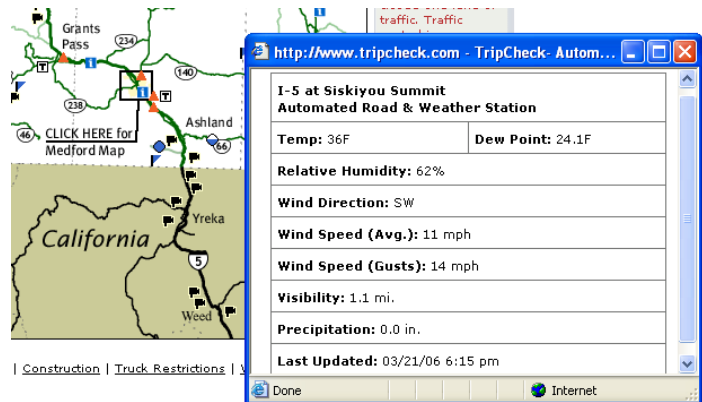 Grants
Pass
234
140
238
Ashland
46
CLICK HERE for
Medford Map
66
Yreka
California
5
Weed
| Construction | Truck Restrictions |
traffic. Traffic
http://www.tripcheck.com - TripCheck- Autom...
I-5 at Siskiyou Summit
Automated Road & Weather Station
Temp: 36F
Dew Point: 24.1F
Relative Humidity: 62%
Wind Direction: SW
Wind Speed (Avg.): 11 mph
Wind Speed (Gusts): 14 mph
Visibility: 1.1 mi.
Precipitation: 0.0 in.
Last Updated: 03/21/06 6:15 pm
Done
Internet